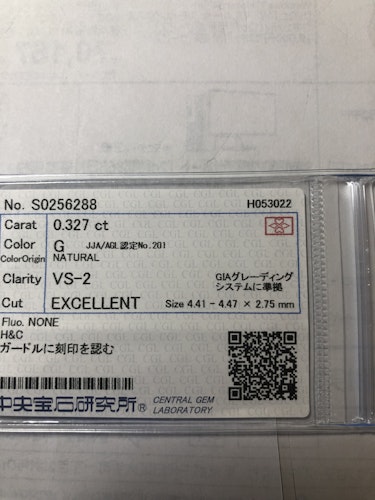 No. S0256288 H053022
Carat 0.327 ct
Color G JJA/AGL認定No.201
ColorOrigin NATURAL
Clarity VS-2 GIAグレーディング
システムに準拠
Cut EXCELLENT Size 4.41 - 4.47 × 2.75 mm
Fluo. NONE
H&C
ガードルに刻印を認む
中央宝石研究所® CENTRAL GEM
LABORATORY